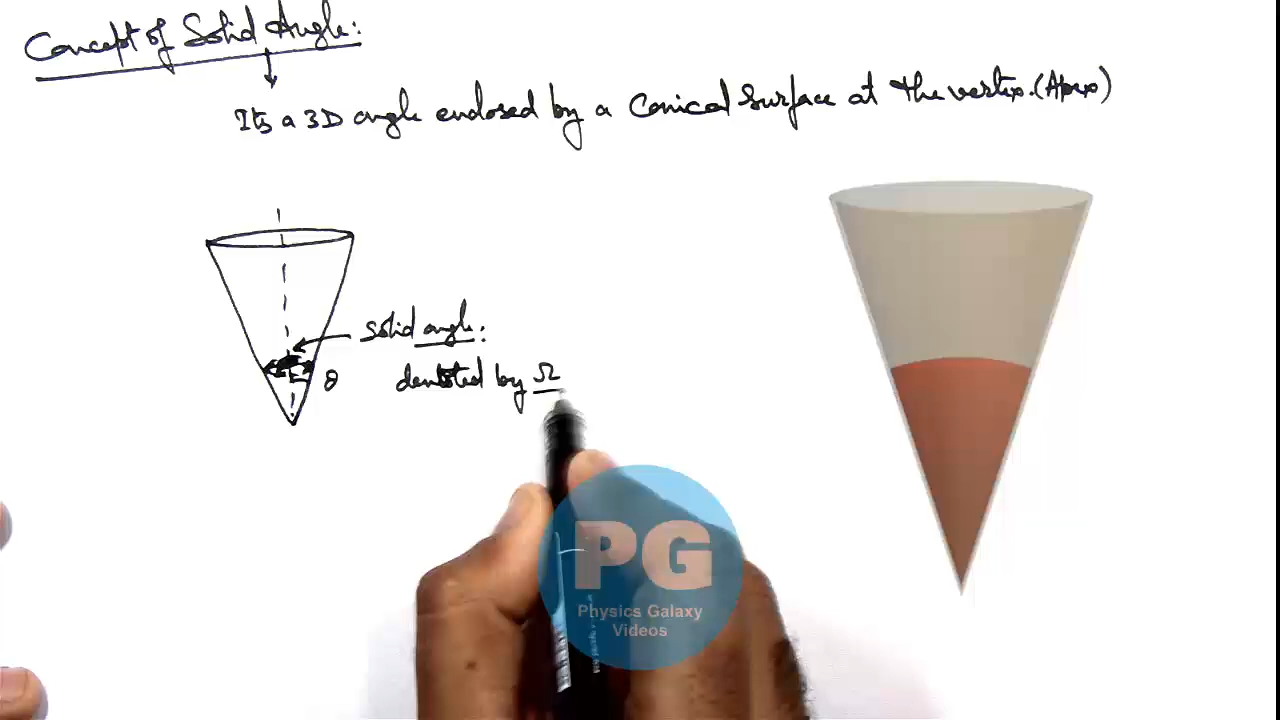 Concept of Solid Angle:
Its a 3D angle enclosed by a Conical Surface at the vertex. (Apex)
solid angle:
θ
denoted by Ω
PG
Physics Galaxy
Videos